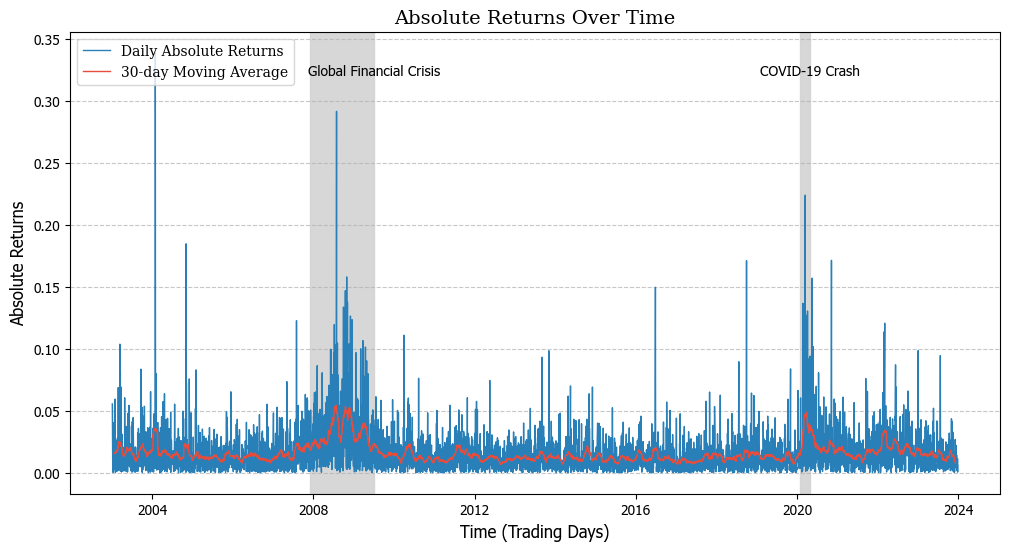 Absolute Returns Over Time
Daily Absolute Returns
30-day Moving Average
Global Financial Crisis
COVID-19 Crash
0.35
0.30
0.25
0.20
0.15
0.10
0.05
0.00
Absolute Returns
2004
2008
2012
2016
2020
2024
Time (Trading Days)